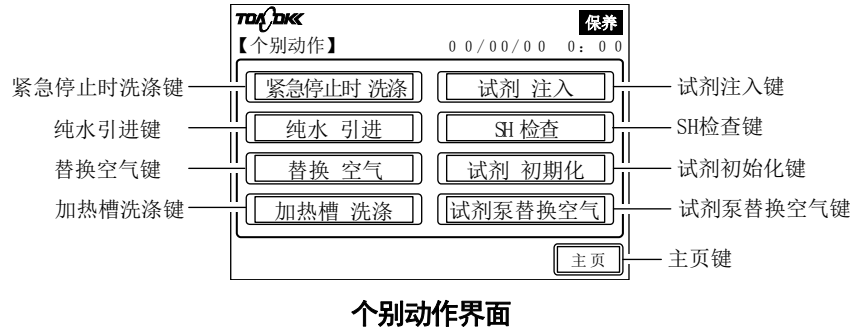 TOA DKK 保养
【个别动作】 00/00/00 0:00
紧急停止时洗涤键 紧急停止时 洗涤 试剂 注入 试剂注入键
纯水引进键 纯水 引进 SH 检查 SH检查键
替换空气键 替换 空气 试剂 初期化 试剂初始化键
加热槽洗涤键 加热槽 洗涤 试剂泵替换空气 试剂泵替换空气键
主页 主页键
个别动作界面